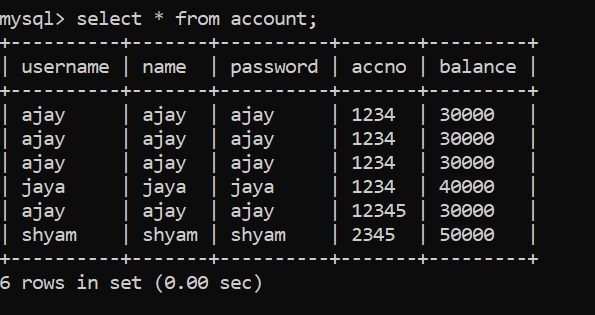 mysql> select * from account;
+----------+-------+----------+-------+---------+
| username | name  | password | accno | balance |
+----------+-------+----------+-------+---------+
| ajay     | ajay  | ajay     | 1234  | 30000   |
| ajay     | ajay  | ajay     | 1234  | 30000   |
| ajay     | ajay  | ajay     | 1234  | 30000   |
| jaya     | jaya  | jaya     | 1234  | 40000   |
| ajay     | ajay  | ajay     | 12345 | 30000   |
| shyam    | shyam | shyam    | 2345  | 50000   |
+----------+-------+----------+-------+---------+
6 rows in set (0.00 sec)